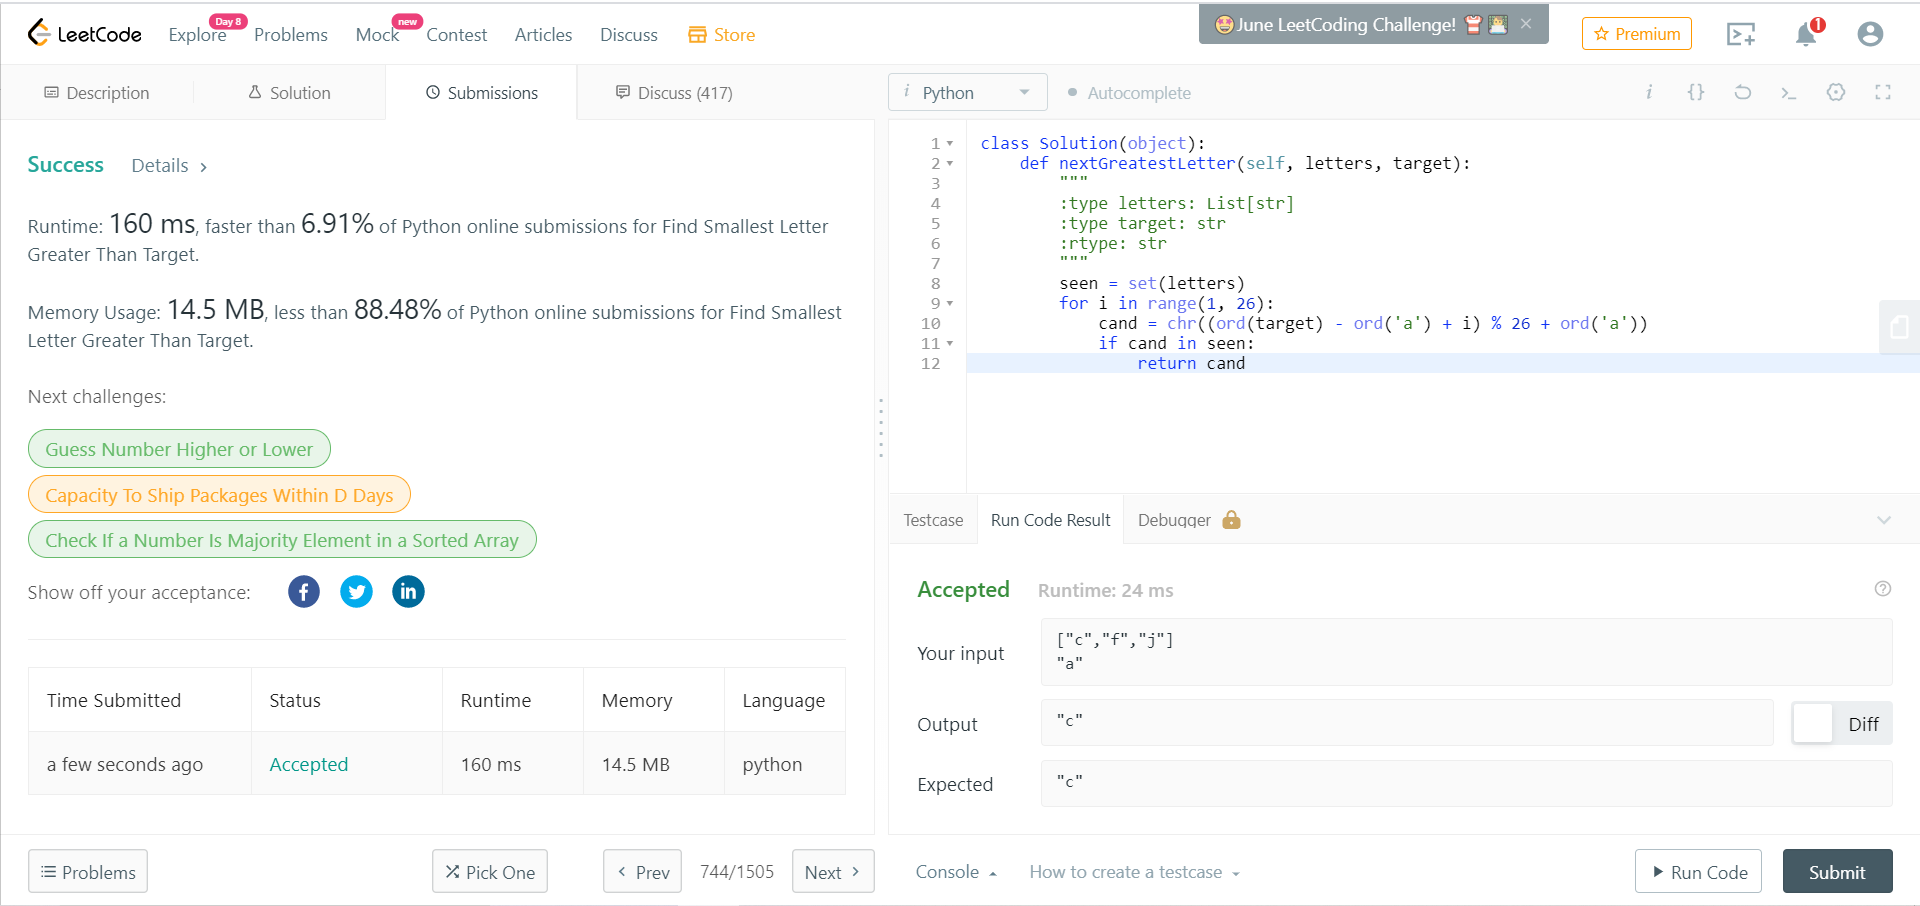 LeetCode
Explore
Day 8
Problems
Mock
new
Contest
Articles
Discuss
Store
June LeetCoding Challenge!
Premium
1
Description
Solution
Submissions
Discuss (417)
Success
Details
Runtime: 160 ms, faster than 6.91% of Python online submissions for Find Smallest Letter
Greater Than Target.
Memory Usage: 14.5 MB, less than 88.48% of Python online submissions for Find Smallest
Letter Greater Than Target.
Next challenges:
Guess Number Higher or Lower
Capacity To Ship Packages Within D Days
Check If a Number Is Majority Element in a Sorted Array
Show off your acceptance:
Time Submitted Status Runtime Memory Language
a few seconds ago Accepted 160 ms 14.5 MB python
Problems
Pick One
Prev
744/1505
Next
i Python
Autocomplete
i {}
1 class Solution(object):
2 def nextGreatestLetter(self, letters, target):
3 """
4 :type letters: List[str]
5 :type target: str
6 :rtype: str
7 """
8 seen = set(letters)
9 for i in range(1, 26):
10 cand = chr((ord(target) - ord('a') + i) % 26 + ord('a'))
11 if cand in seen:
12 return cand
Testcase
Run Code Result
Debugger
Accepted
Runtime: 24 ms
Your input
["c","f","j"]
"a"
Output
"c"
Diff
Expected
"c"
Console
How to create a testcase
Run Code
Submit